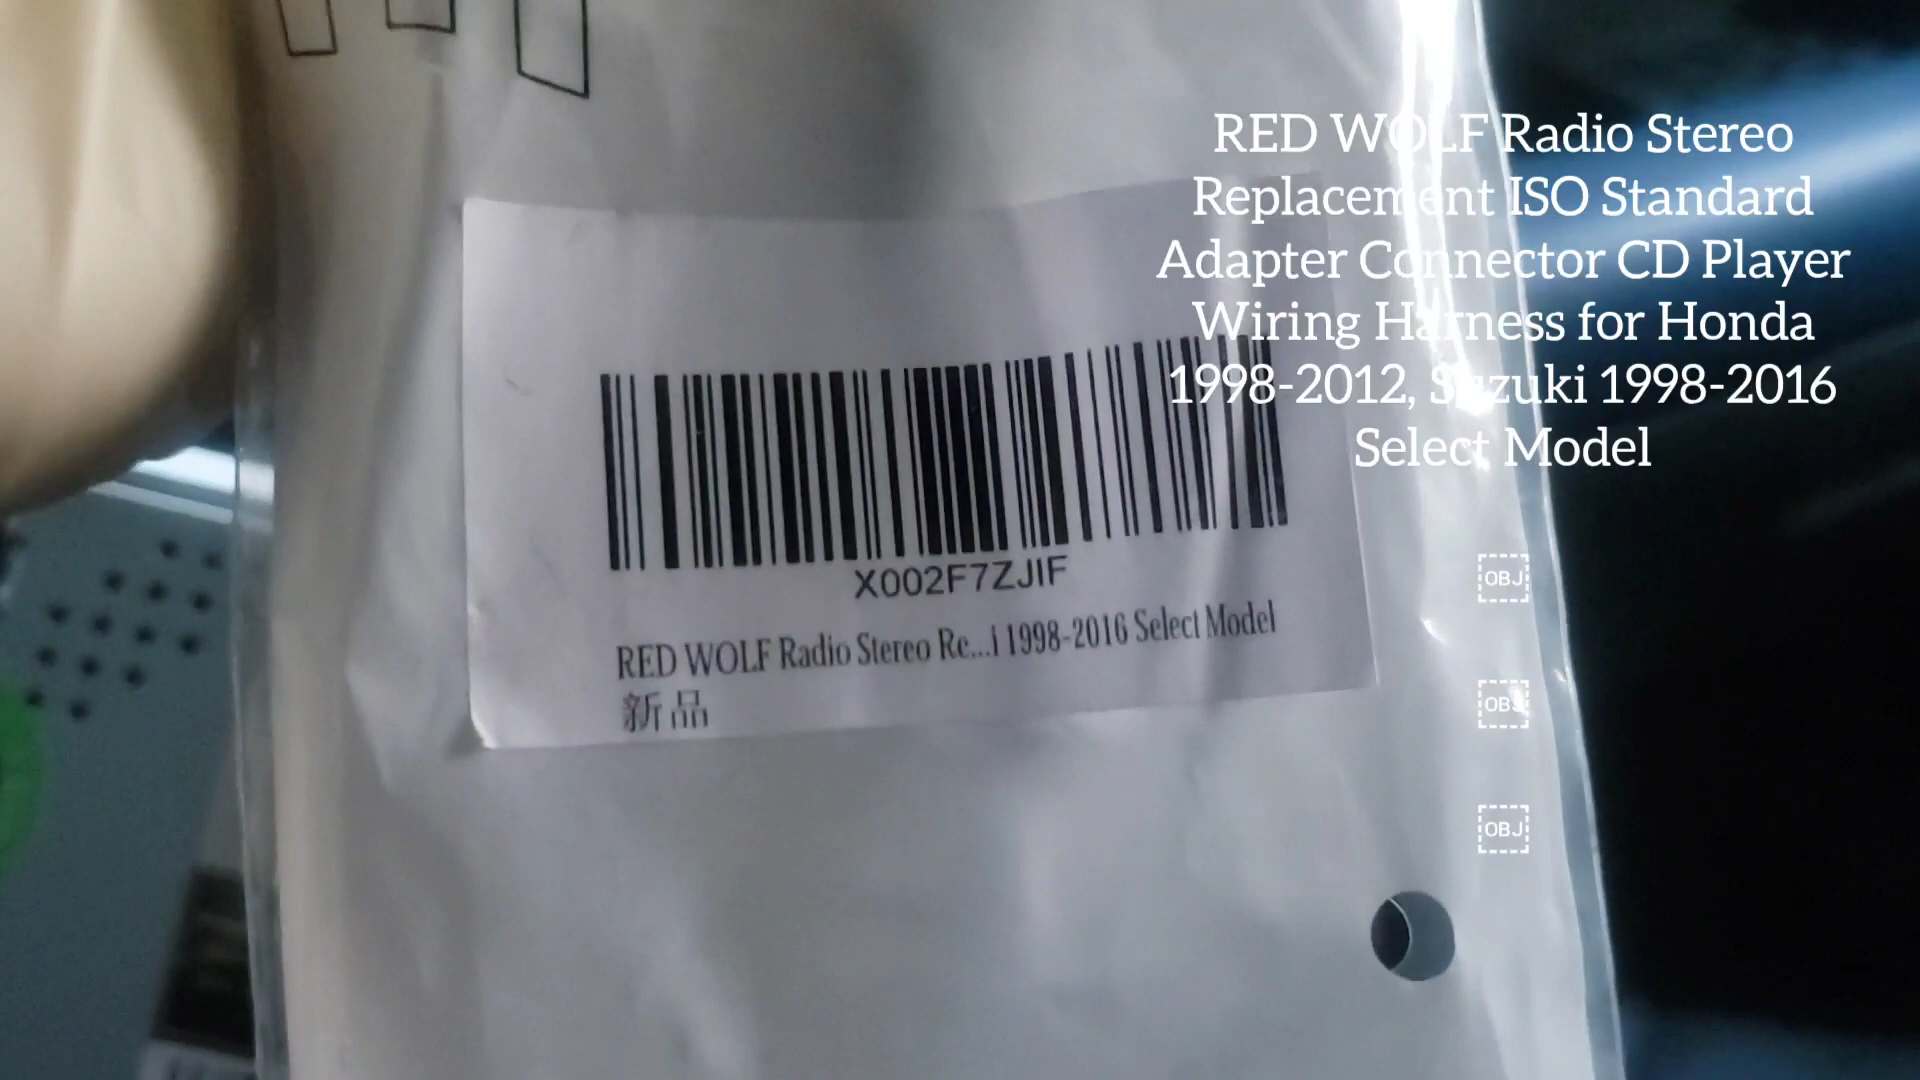 RED WOLF Radio Stereo
Replacement ISO Standard
Adapter Connector CD Player
Wiring Harness for Honda
1998-2012, Suzuki 1998-2016
Select Model
OBJ
OBJ
OBJ
X002F7ZJIF
RED WOLF Radio Stereo Re...i 1998-2016 Select Model
新品